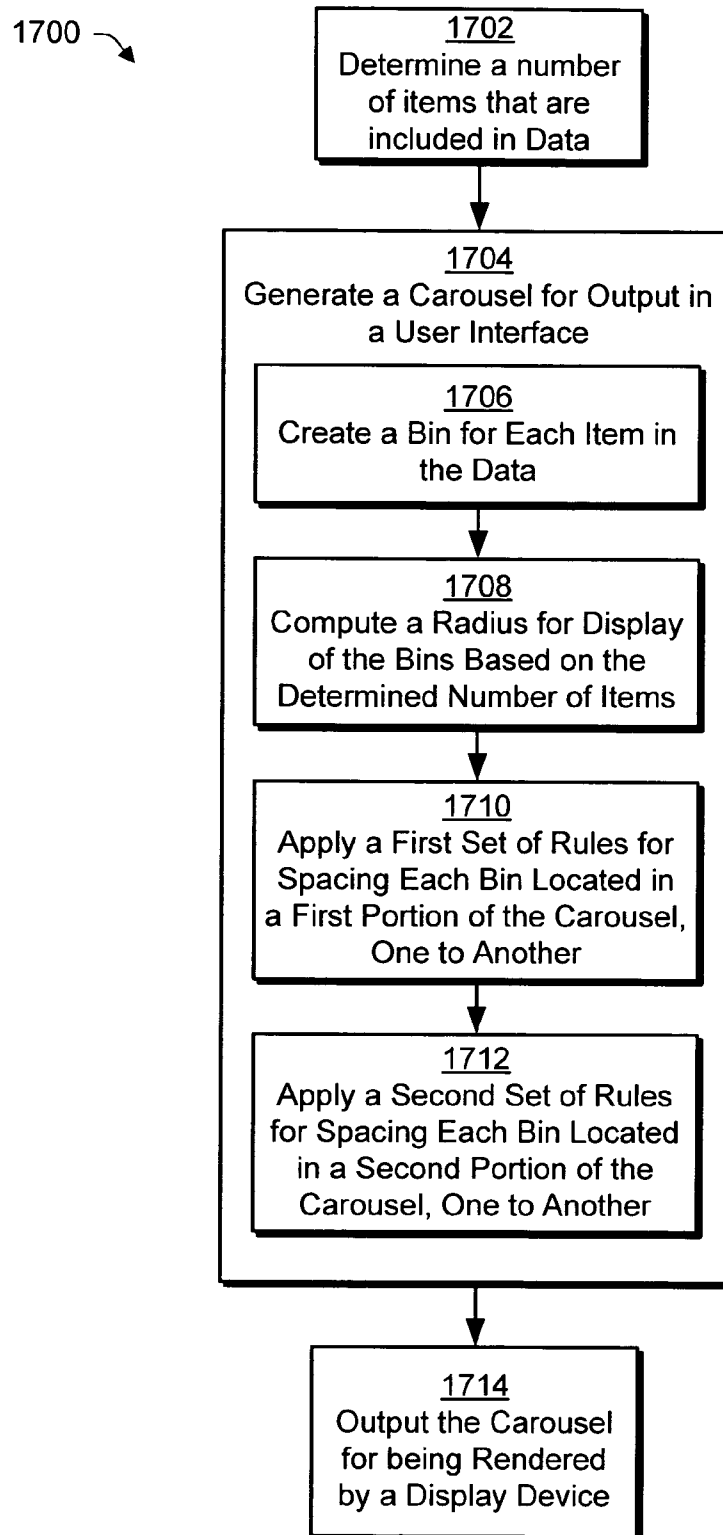 1700
1702
Determine a number
of items that are
included in Data
1704
Generate a Carousel for Output in
a User Interface
1706
Create a Bin for Each Item in
the Data
1708
Compute a Radius for Display
of the Bins Based on the
Determined Number of Items
1710
Apply a First Set of Rules for
Spacing Each Bin Located in
a First Portion of the Carousel,
One to Another
1712
Apply a Second Set of Rules
for Spacing Each Bin Located
in a Second Portion of the
Carousel, One to Another
1714
Output the Carousel
for being Rendered
by a Display Device